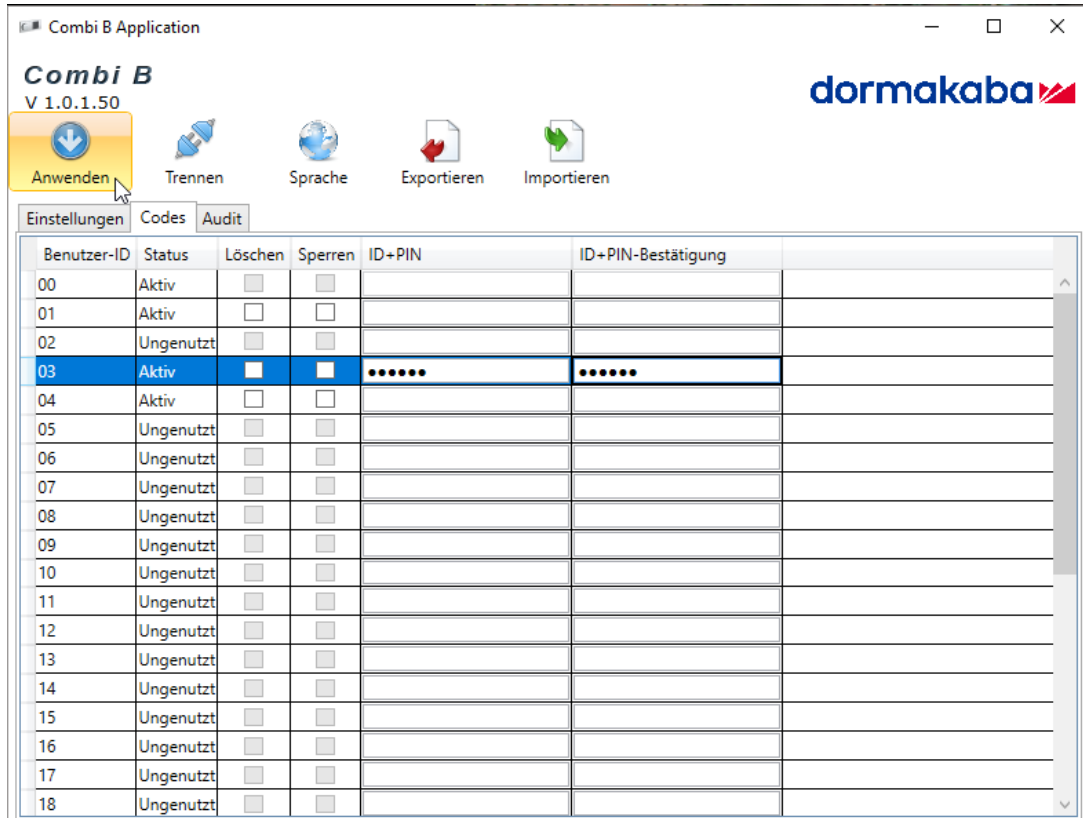 Combi B Application
Combi B
V 1.0.1.50
dormakaba
Anwenden Trennen Sprache Exportieren Importieren
Einstellungen Codes Audit
Benutzer-ID Status Löschen Sperren ID+PIN ID+PIN-Bestätigung
00 Aktiv
01 Aktiv
02 Ungenutzt
03 Aktiv •••••• ••••••
04 Aktiv
05 Ungenutzt
06 Ungenutzt
07 Ungenutzt
08 Ungenutzt
09 Ungenutzt
10 Ungenutzt
11 Ungenutzt
12 Ungenutzt
13 Ungenutzt
14 Ungenutzt
15 Ungenutzt
16 Ungenutzt
17 Ungenutzt
18 Ungenutzt